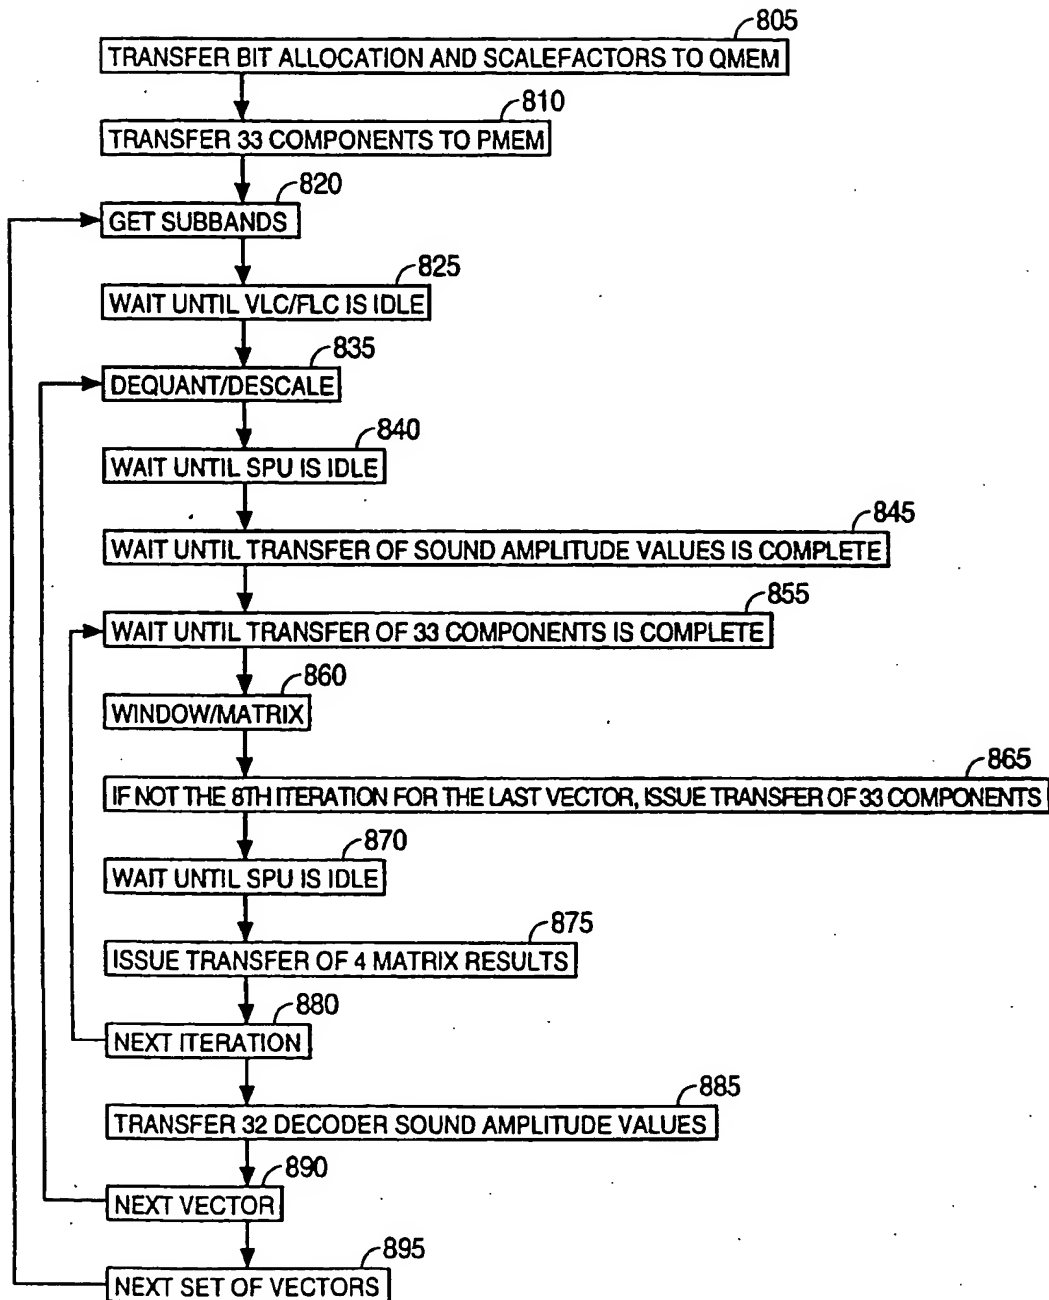 805
TRANSFER BIT ALLOCATION AND SCALEFACTORS TO QMEM
810
TRANSFER 33 COMPONENTS TO PMEM
820
GET SUBBANDS
825
WAIT UNTIL VLC/FLC IS IDLE
835
DEQUANT/DESCALE
840
WAIT UNTIL SPU IS IDLE
845
WAIT UNTIL TRANSFER OF SOUND AMPLITUDE VALUES IS COMPLETE
855
WAIT UNTIL TRANSFER OF 33 COMPONENTS IS COMPLETE
860
WINDOW/MATRIX
865
IF NOT THE 8TH ITERATION FOR THE LAST VECTOR, ISSUE TRANSFER OF 33 COMPONENTS
870
WAIT UNTIL SPU IS IDLE
875
ISSUE TRANSFER OF 4 MATRIX RESULTS
880
NEXT ITERATION
885
TRANSFER 32 DECODER SOUND AMPLITUDE VALUES
890
NEXT VECTOR
895
NEXT SET OF VECTORS